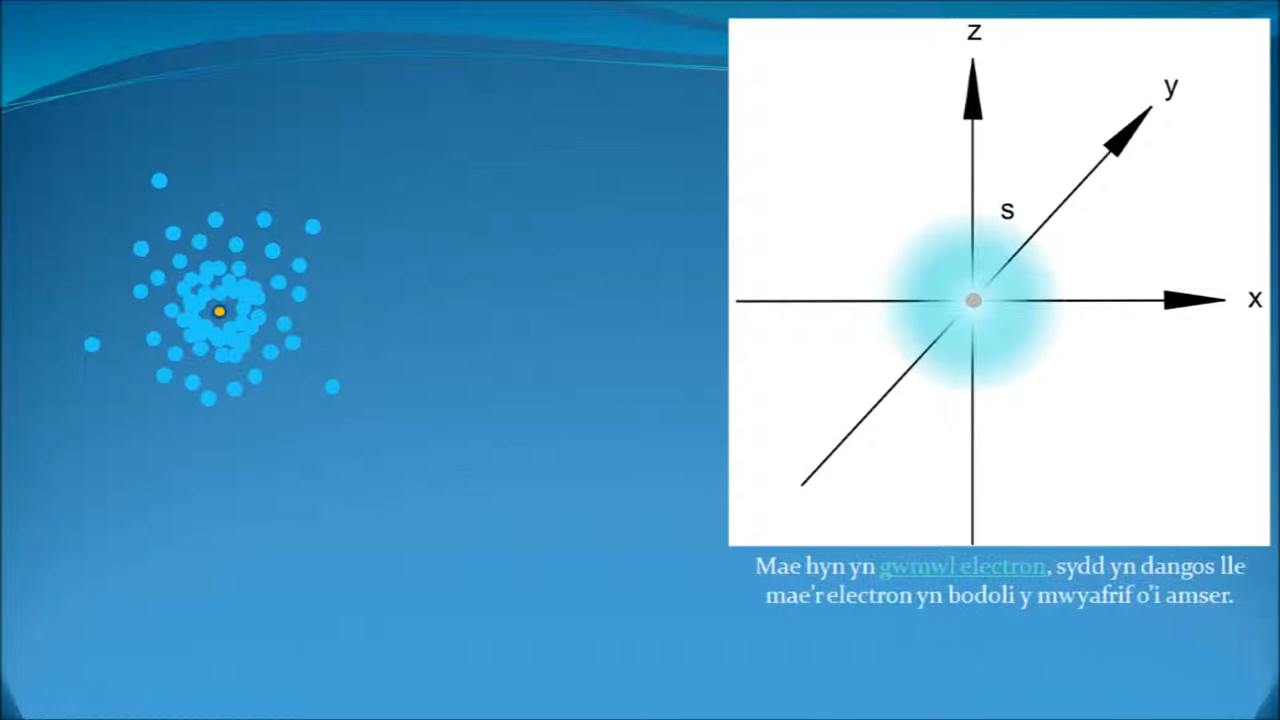 z
y
s
x
Mae hyn yn gwmwl electron, sydd yn dangos lle
mae'r electron yn bodoli y mwyafrif o'i amser.